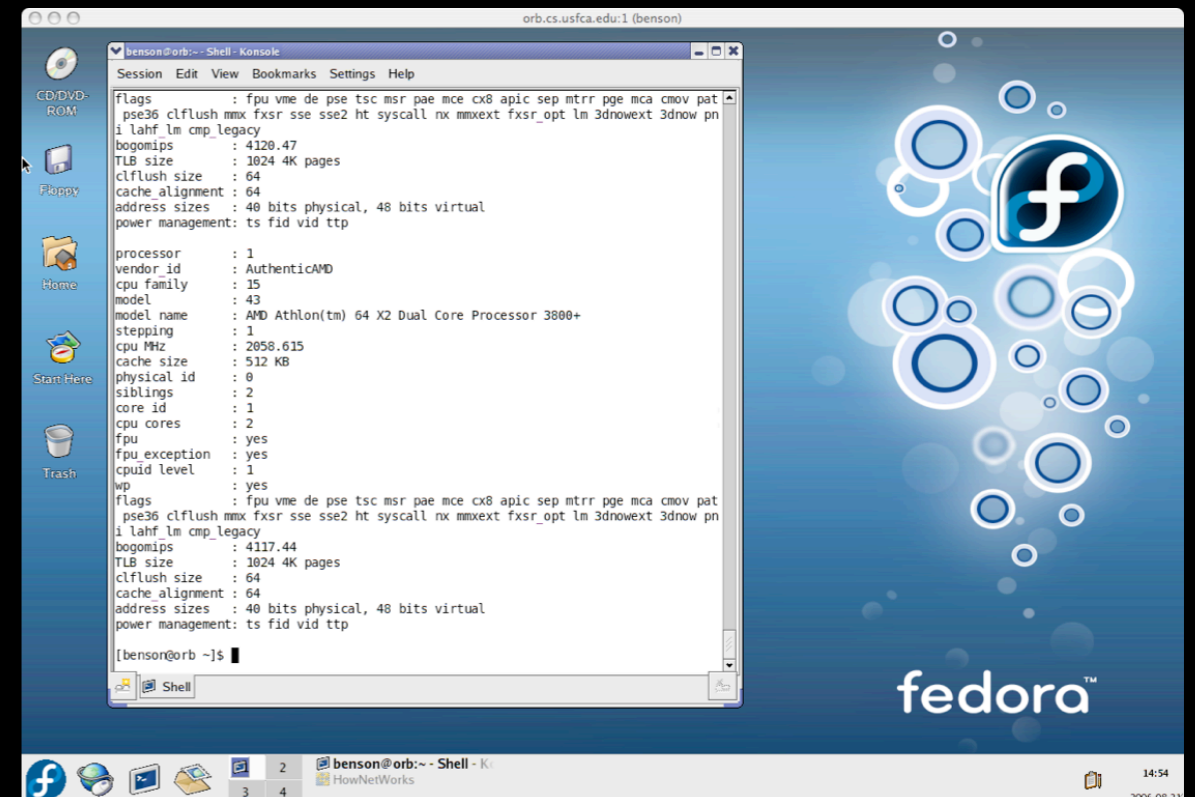 orb.cs.usfca.edu:1 (benson)
benson@orb:~ - Shell - Konsole
Session Edit View Bookmarks Settings Help
CD/DVD-
ROM
Floppy
Home
Start Here
Trash
flags : fpu vme de pse tsc msr pae mce cx8 apic sep mtrr pge mca cmov pat
pse36 clflush mmx fxsr sse sse2 ht syscall nx mmxext fxsr_opt lm 3dnowext 3dnow pn
i lahf_lm cmp_legacy
bogomips : 4120.47
TLB size : 1024 4K pages
clflush size : 64
cache_alignment : 64
address sizes : 40 bits physical, 48 bits virtual
power management: ts fid vid ttp
processor : 1
vendor_id : AuthenticAMD
cpu family : 15
model : 43
model name : AMD Athlon(tm) 64 X2 Dual Core Processor 3800+
stepping : 1
cpu MHz : 2058.615
cache size : 512 KB
physical id : 0
siblings : 2
core id : 1
cpu cores : 2
fpu : yes
fpu_exception : yes
cpuid level : 1
wp : yes
flags : fpu vme de pse tsc msr pae mce cx8 apic sep mtrr pge mca cmov pat
pse36 clflush mmx fxsr sse sse2 ht syscall nx mmxext fxsr_opt lm 3dnowext 3dnow pn
i lahf_lm cmp_legacy
bogomips : 4117.44
TLB size : 1024 4K pages
clflush size : 64
cache_alignment : 64
address sizes : 40 bits physical, 48 bits virtual
power management: ts fid vid ttp
[benson@orb ~]$
Shell
fedora™
2
3 4
benson@orb:~ - Shell - K
HowNetWorks
14:54